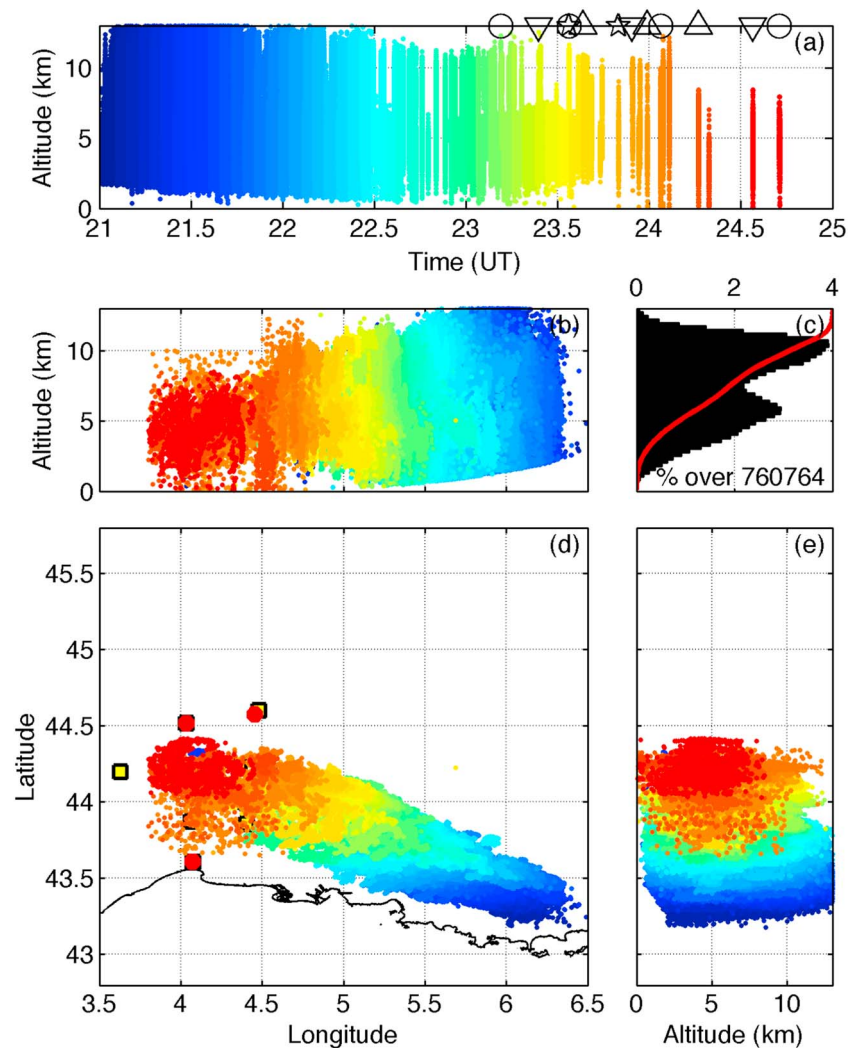 (a)
10
5
0
Altitude (km)
21 21.5 22 22.5 23 23.5 24 24.5 25
Time (UT)
0 2 4
(b)
10
5
0
Altitude (km)
(c)
% over 760764
(d)
45.5
45
44.5
44
43.5
43
Latitude
3.5 4 4.5 5 5.5 6 6.5
Longitude
(e)
0 5 10
Altitude (km)